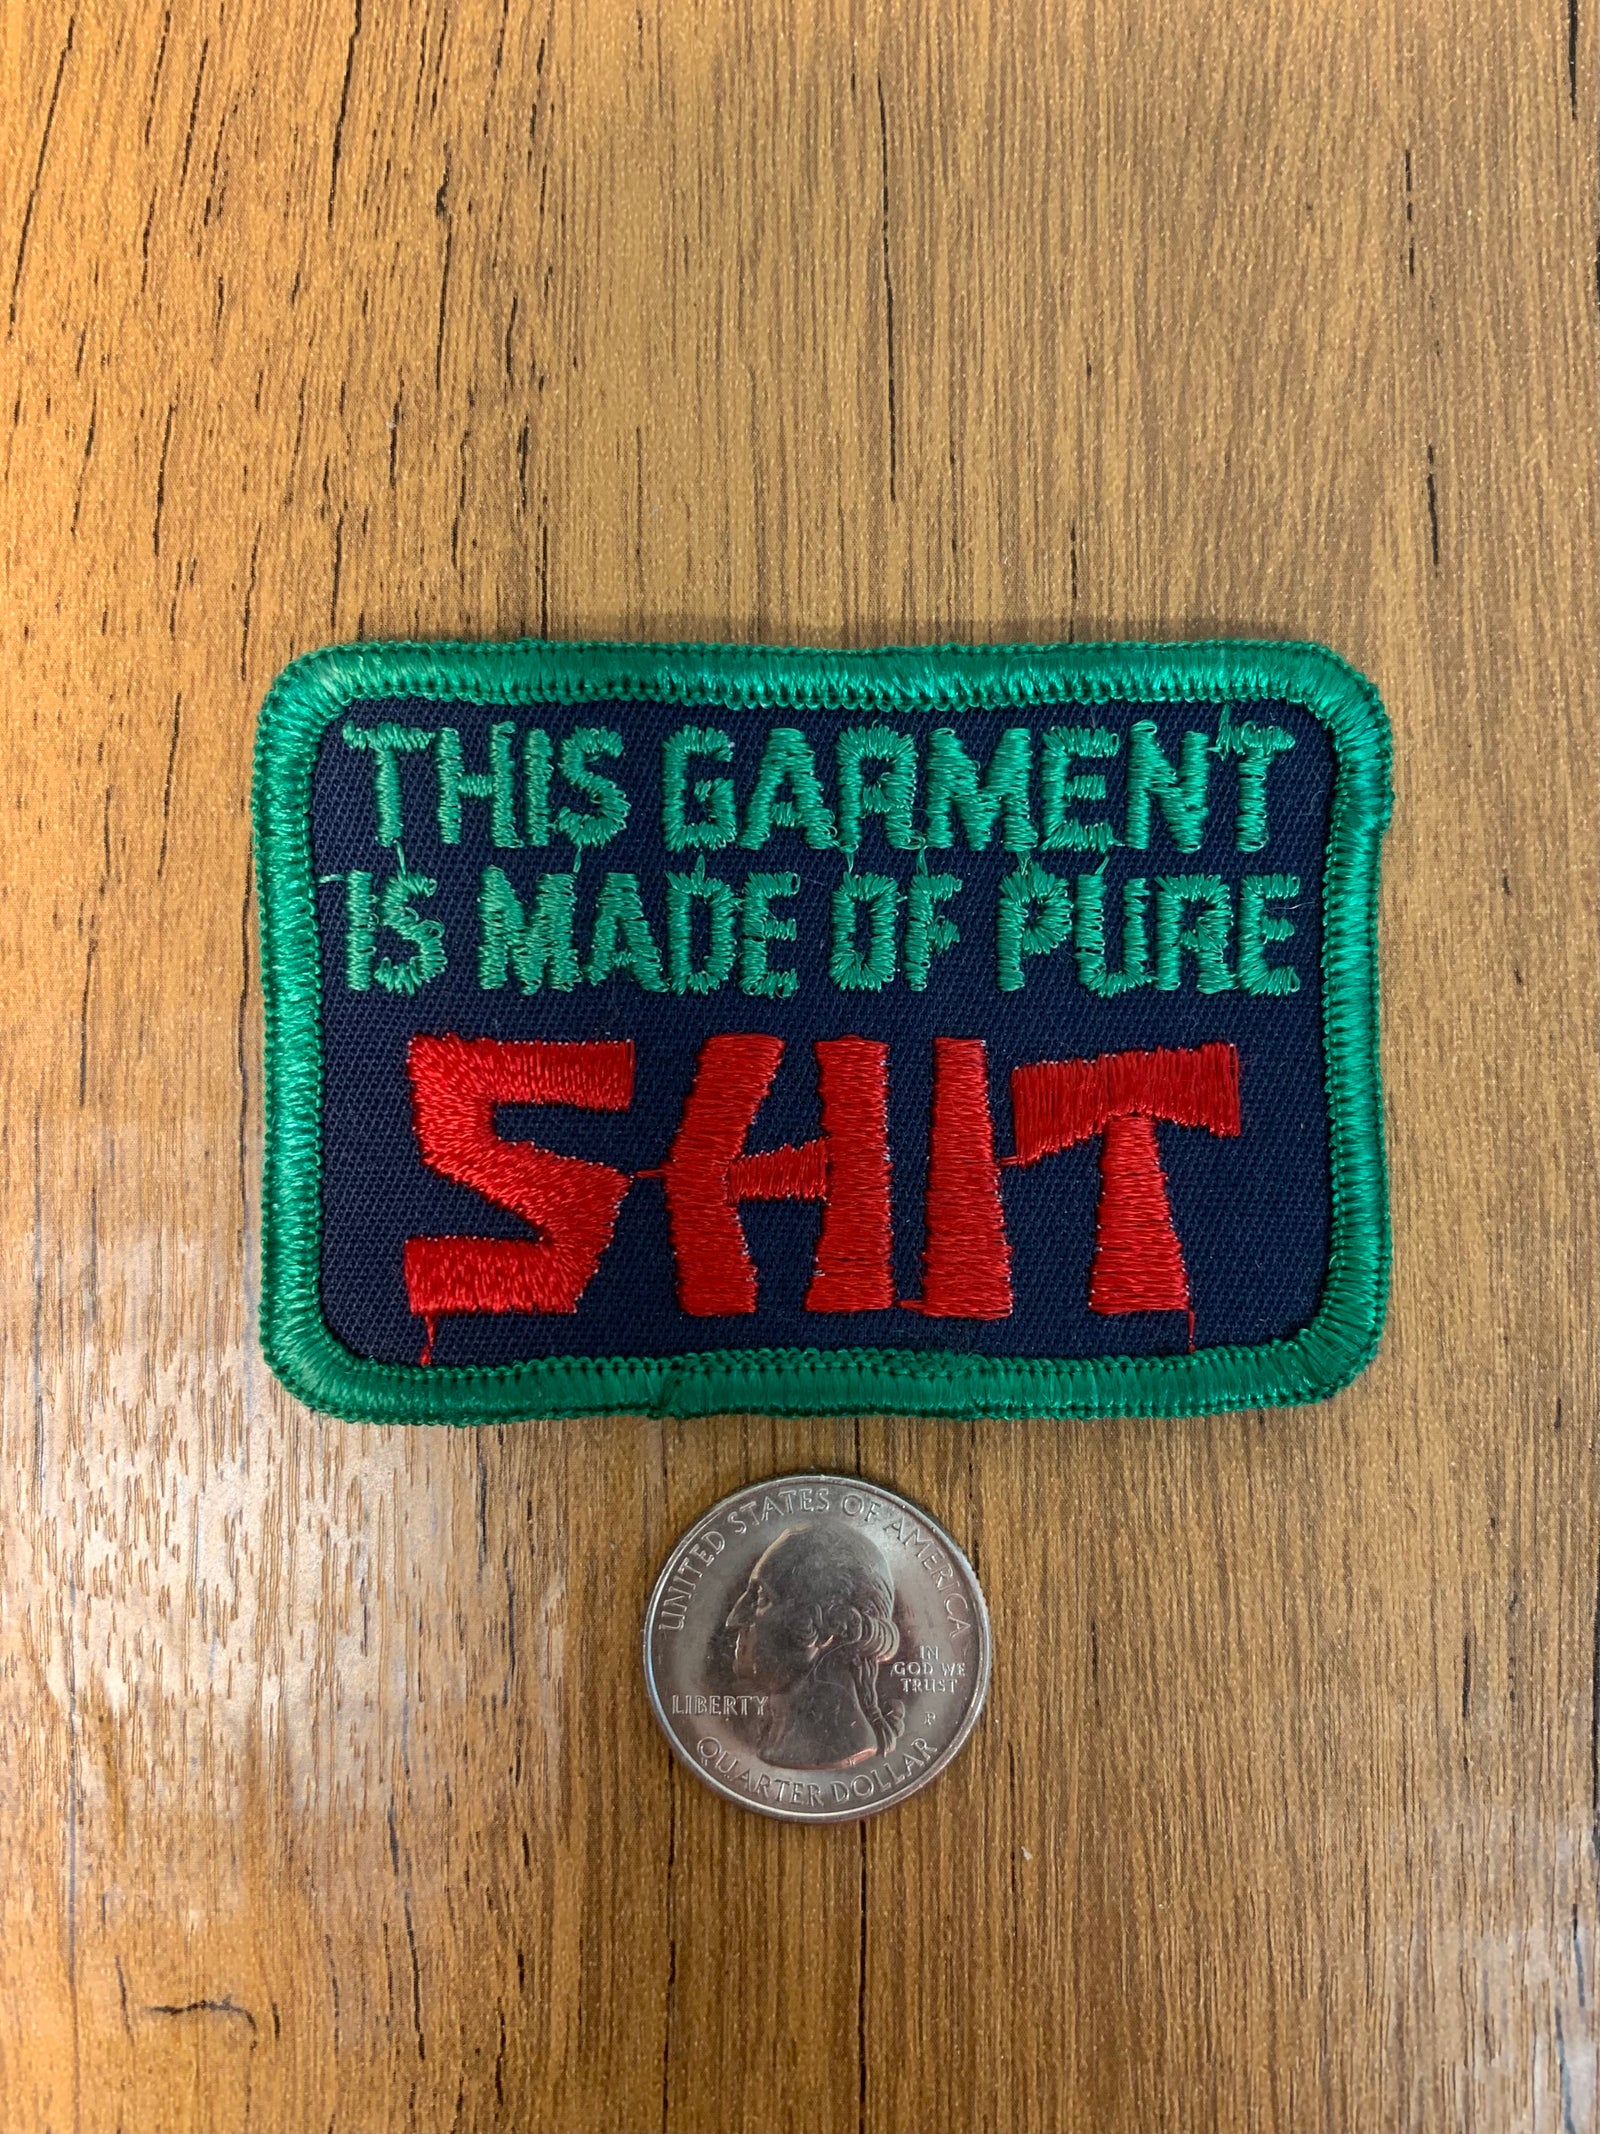 THIS GARMENT
IS MADE OF PURE
SHIT
UNITED STATES OF AMERICA
IN
GOD WE
TRUST
LIBERTY
P
QUARTER DOLLAR